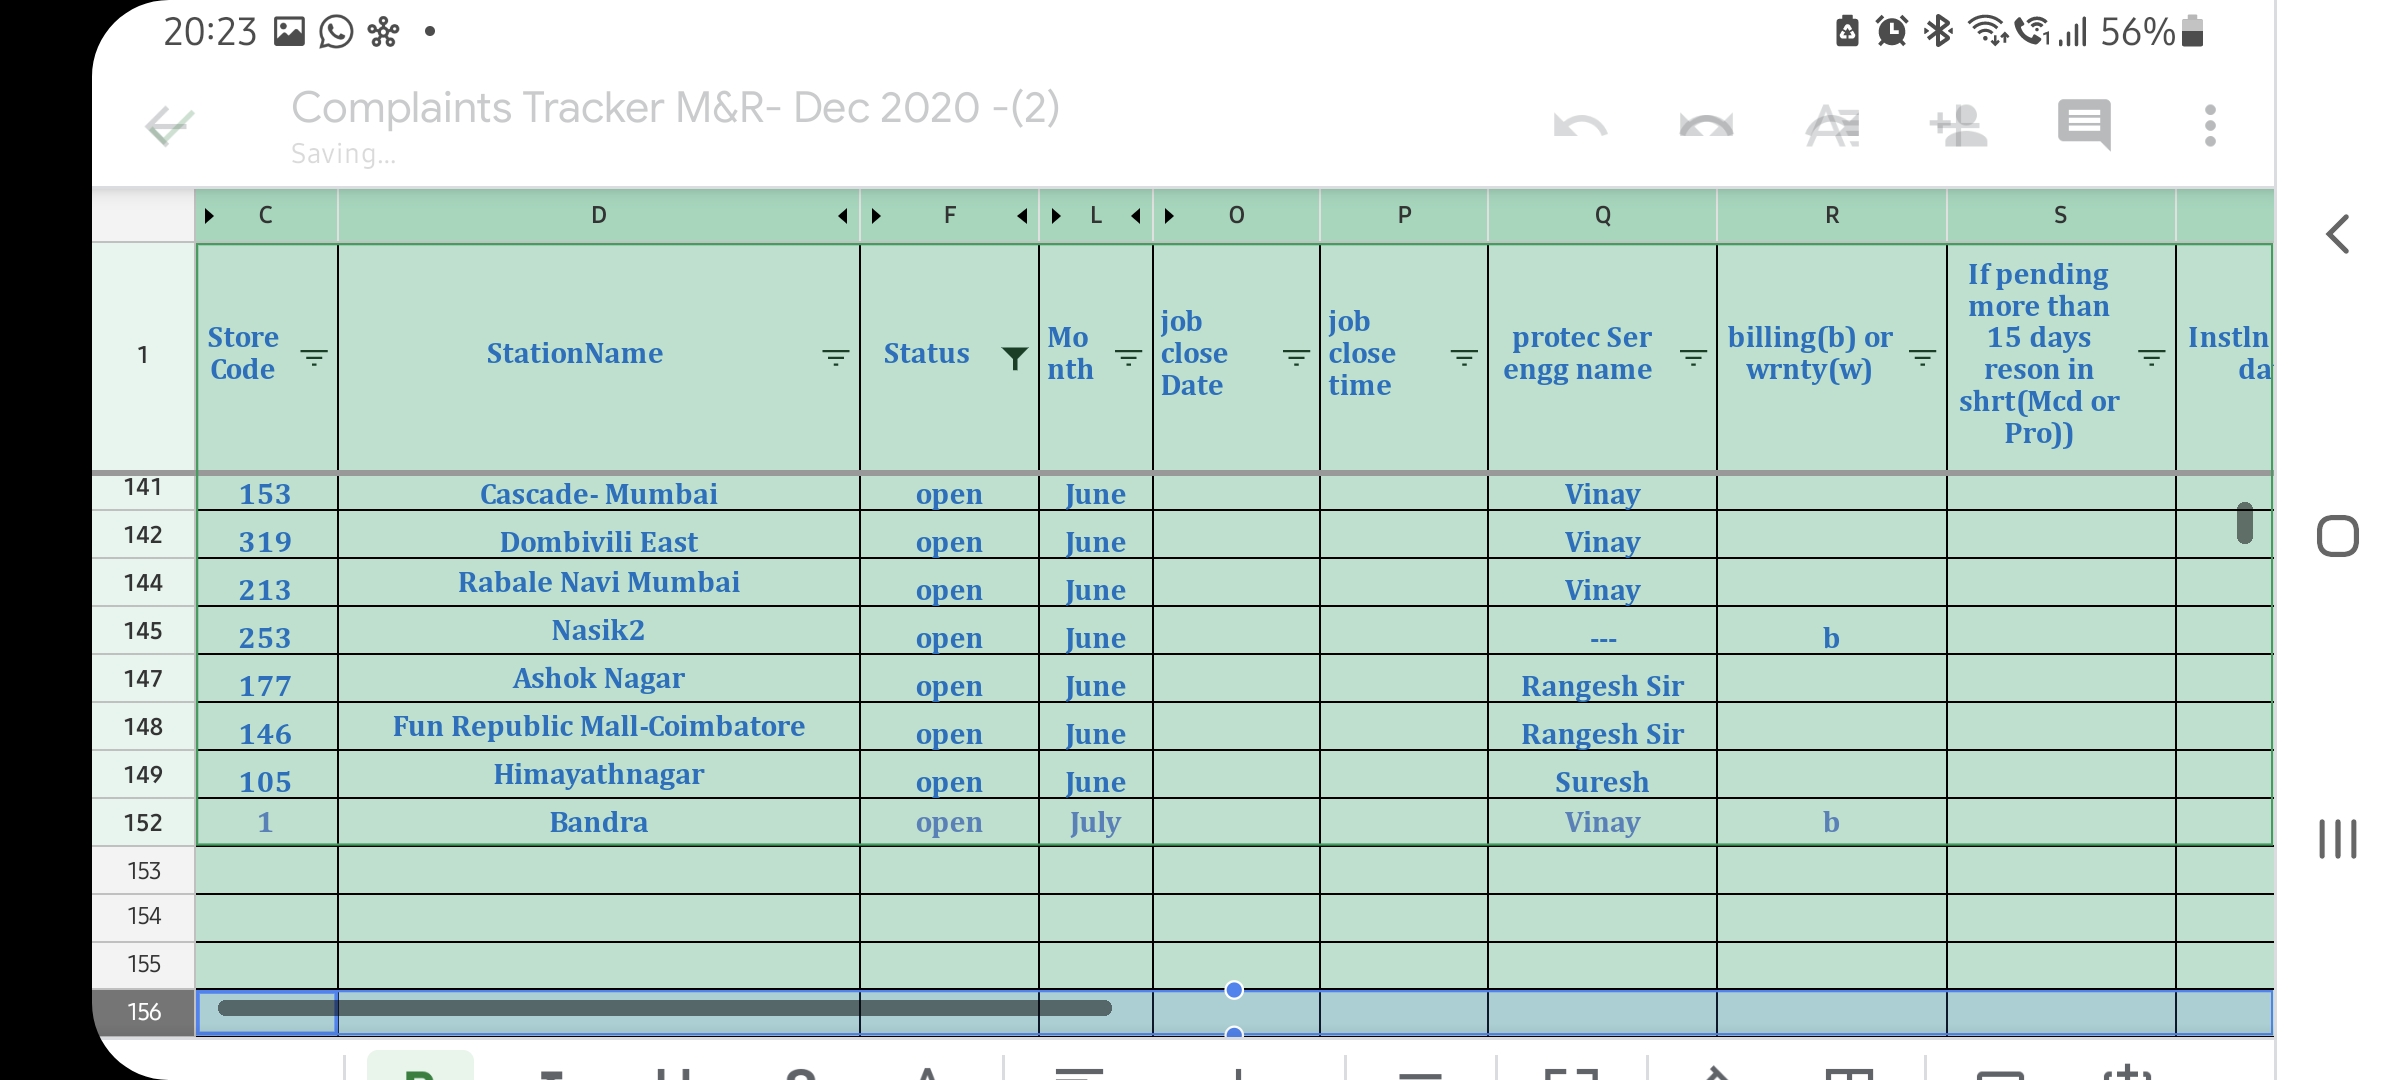 20:23
56%
Complaints Tracker M&R- Dec 2020 -(2)
Saving...
C D F L O P Q R S
1
Store Code
StationName
Status
Mo nth
job close Date
job close time
protec Ser engg name
billing(b) or wrnty(w)
If pending more than 15 days reson in shrt(Mcd or Pro))
Instln da
141 153 Cascade- Mumbai open June Vinay
142 319 Dombivili East open June Vinay
144 213 Rabale Navi Mumbai open June Vinay
145 253 Nasik2 open June --- b
147 177 Ashok Nagar open June Rangesh Sir
148 146 Fun Republic Mall-Coimbatore open June Rangesh Sir
149 105 Himayathnagar open June Suresh
152 1 Bandra open July Vinay b
153
154
155
156